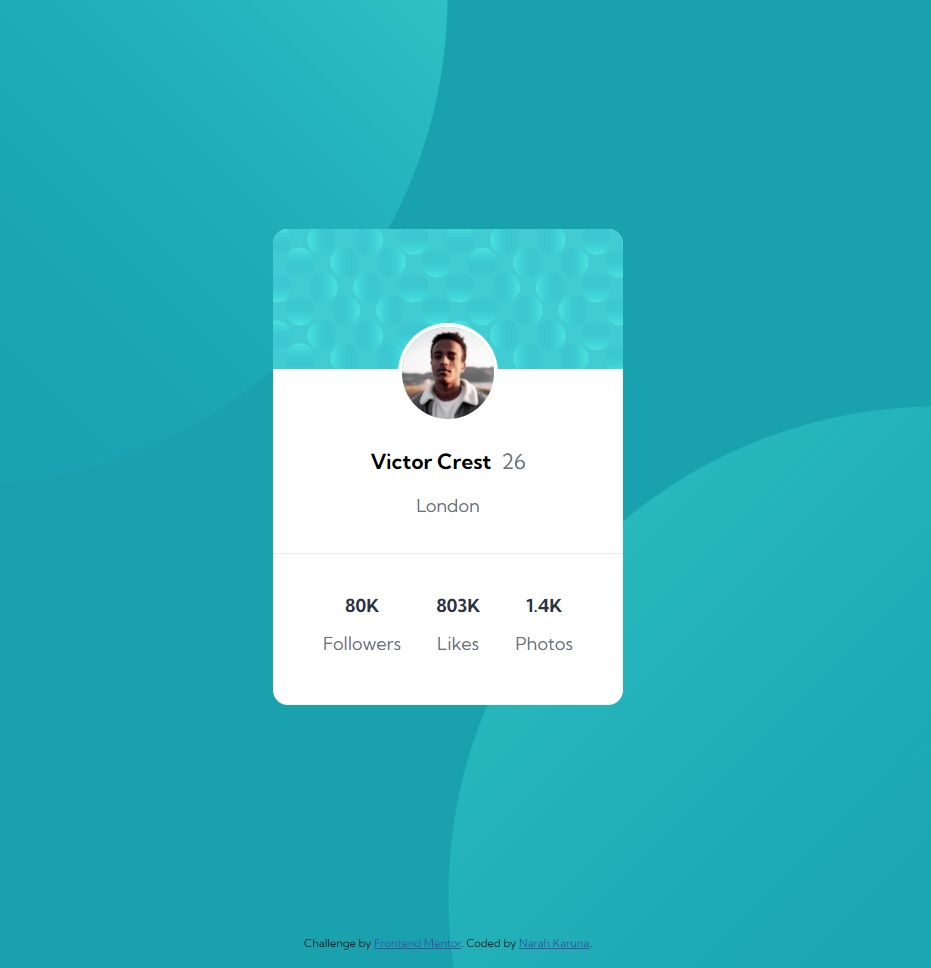 Victor Crest 26
London
80K 803K 1.4K
Followers Likes Photos
Challenge by Frontend Mentor. Coded by Narah Karuna.